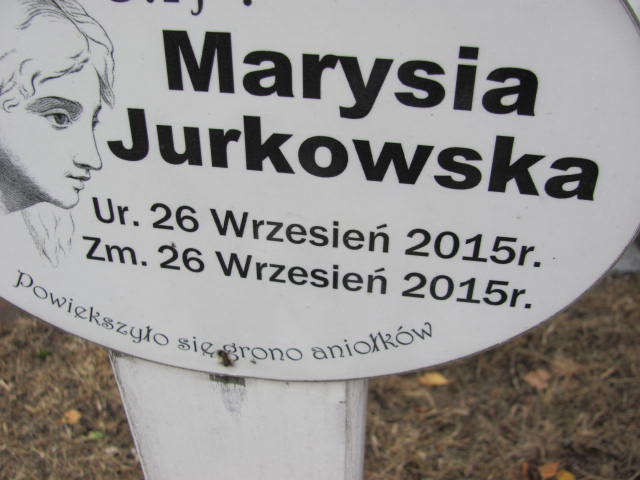 Marysia
Jurkowska
Ur. 26 Wrzesień 2015r.
Zm. 26 Wrzesień 2015r.
Powiększyło się grono aniołków